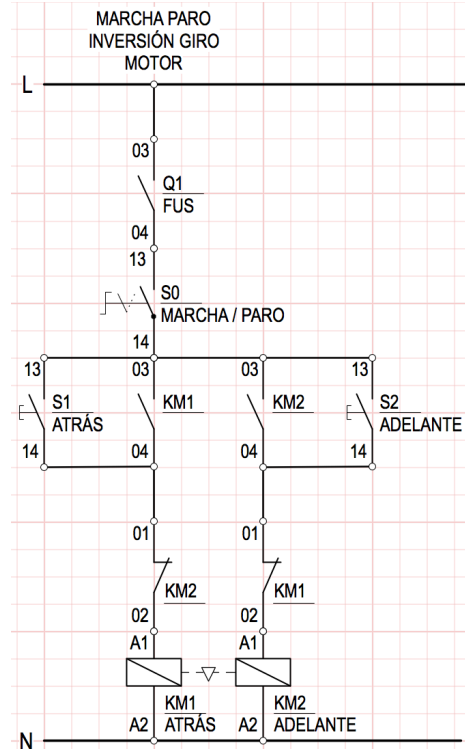 MARCHA PARO
INVERSIÓN GIRO
MOTOR
L
03
Q1
FUS
04
13
S0
MARCHA / PARO
14
13 03 03 13
S1 KM1 KM2 S2
ATRÁS ADELANTE
14 04 04 14
01 01
KM2 KM1
02 02
A1 A1
KM1 KM2
A2 ATRÁS A2 ADELANTE
N